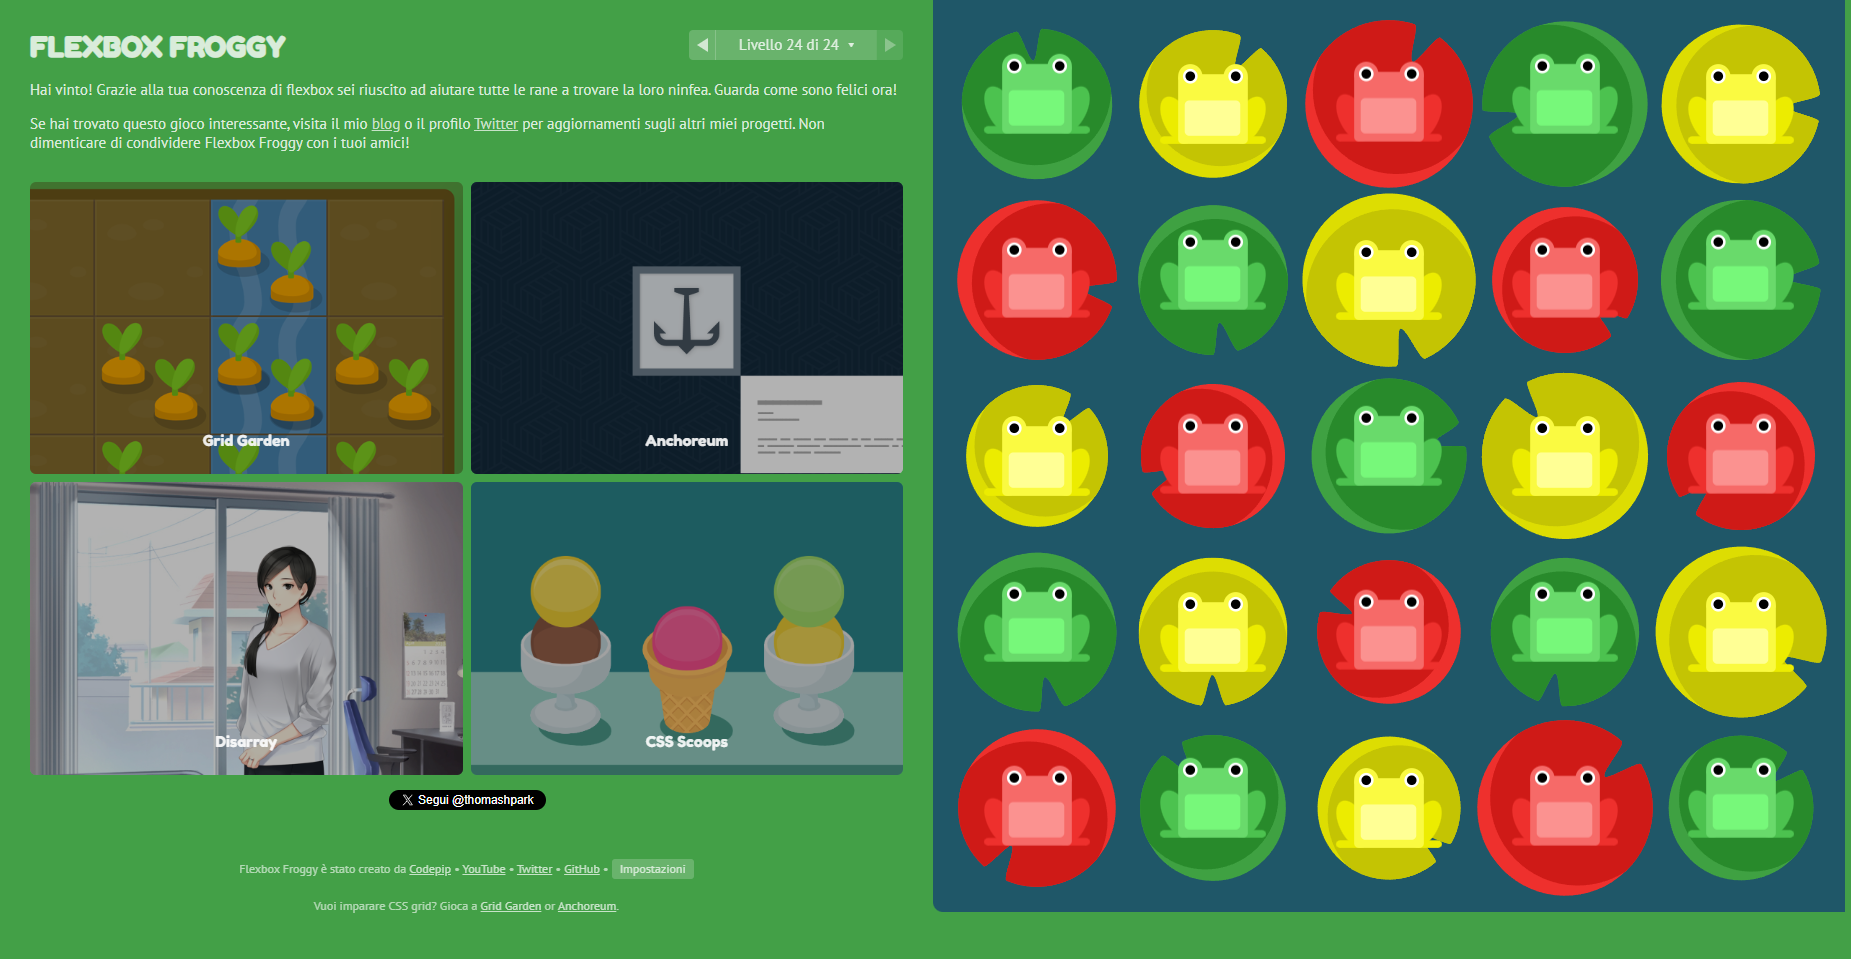 FLEXBOX FROGGY
Livello 24 di 24
Hai vinto! Grazie alla tua conoscenza di flexbox sei riuscito ad aiutare tutte le rane a trovare la loro ninfea. Guarda come sono felici ora!
Se hai trovato questo gioco interessante, visita il mio blog o il profilo Twitter per aggiornamenti sugli altri miei progetti. Non
dimenticare di condividere Flexbox Froggy con i tuoi amici!
Grid Garden
Anchoreum
Disarray
CSS Scoops
Segui @thomashpark
Flexbox Froggy è stato creato da Codepip • YouTube • Twitter • GitHub • Impostazioni
Vuoi imparare CSS grid? Gioca a Grid Garden or Anchoreum.